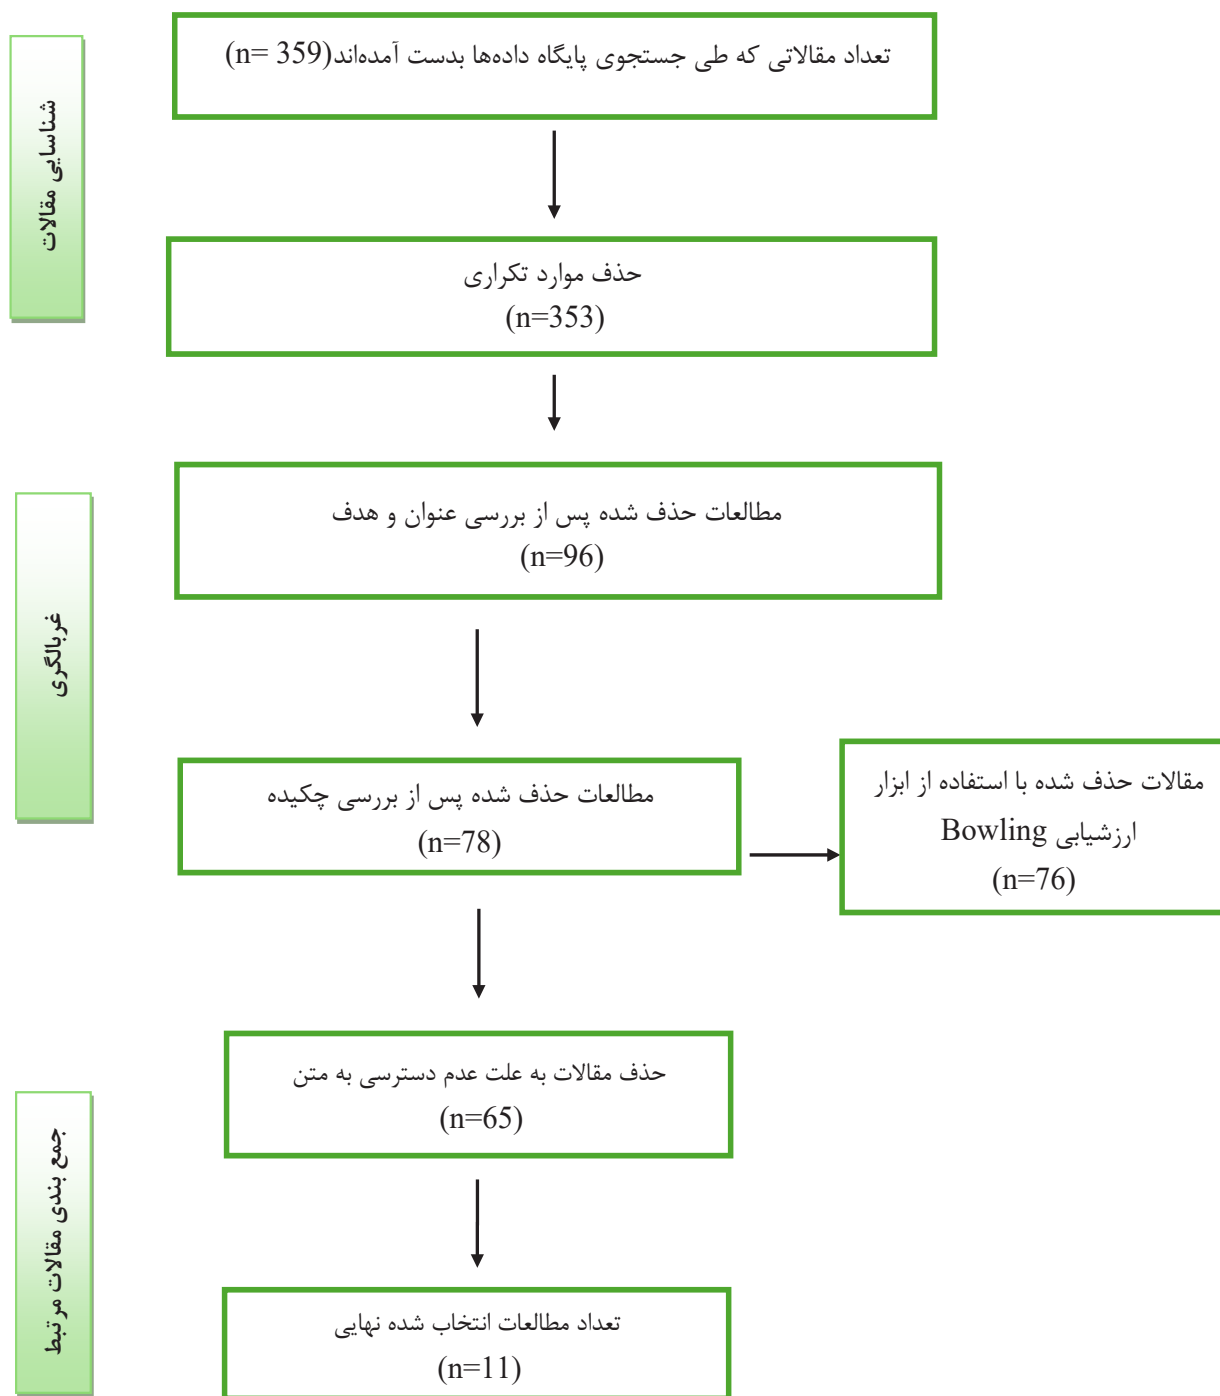 شناسایی مقالات
تعداد مقالاتی که طی جستجوی پایگاه داده‌ها بدست آمده‌اند(n= 359)
حذف موارد تکراری
(n=353)
غربالگری
مطالعات حذف شده پس از بررسی عنوان و هدف
(n=96)
مطالعات حذف شده پس از بررسی چکیده
(n=78)
مقالات حذف شده با استفاده از ابزار
ارزشیابی Bowling
(n=76)
جمع بندی مقالات مرتبط
حذف مقالات به علت عدم دسترسی به متن
(n=65)
تعداد مطالعات انتخاب شده نهایی
(n=11)